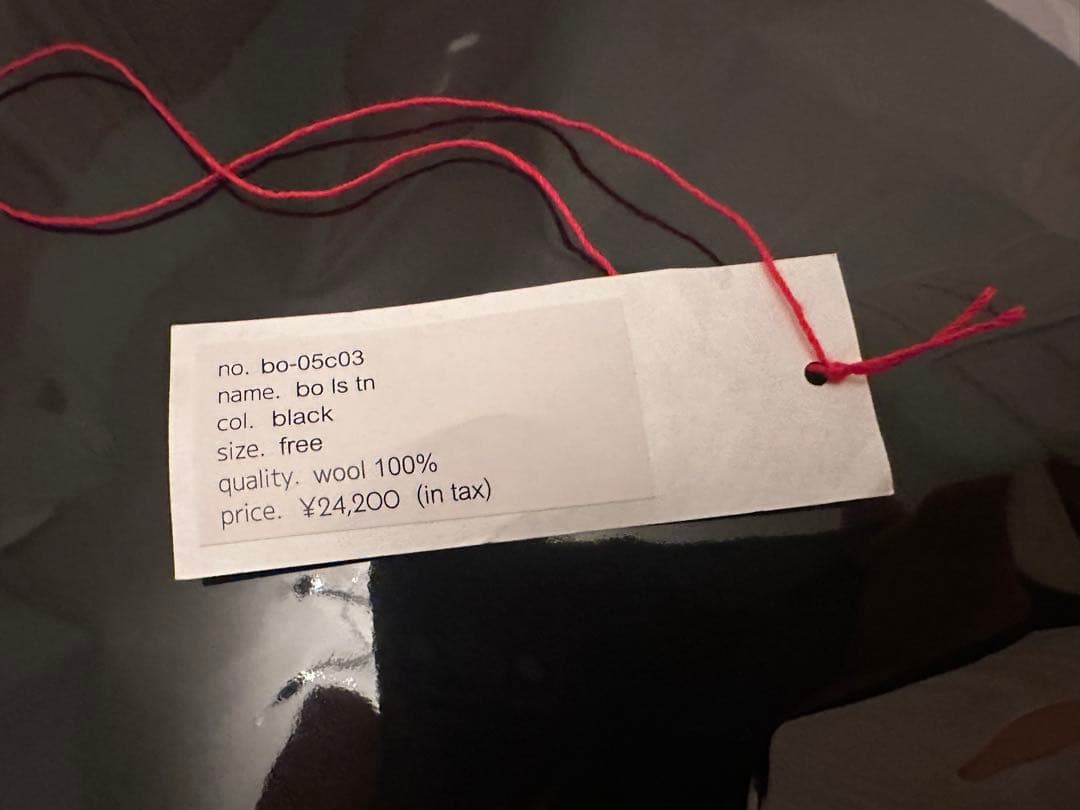 no. bo-05c03
name. bo ls tn
col. black
size. free
quality. wool 100%
price. ¥24,200 (in tax)